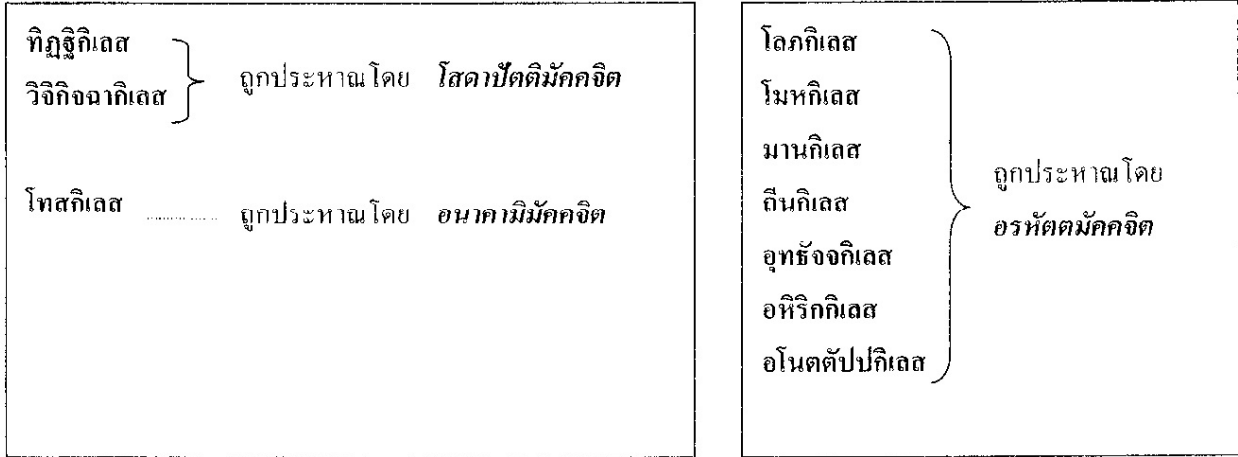 ทิฏฐิกิเลส
วิจิกิจฉากิเลส
ถูกประหาณโดย โสดาปัตติมัคคจิต
โทสกิเลส ............... ถูกประหาณโดย อนาคามิมัคคจิต
โลภกิเลส
โมหกิเลส
มานกิเลส
ถีนกิเลส
อุทธัจจกิเลส
อหิริกกิเลส
อโนตตัปปกิเลส
ถูกประหาณโดย
อรหัตตมัคคจิต